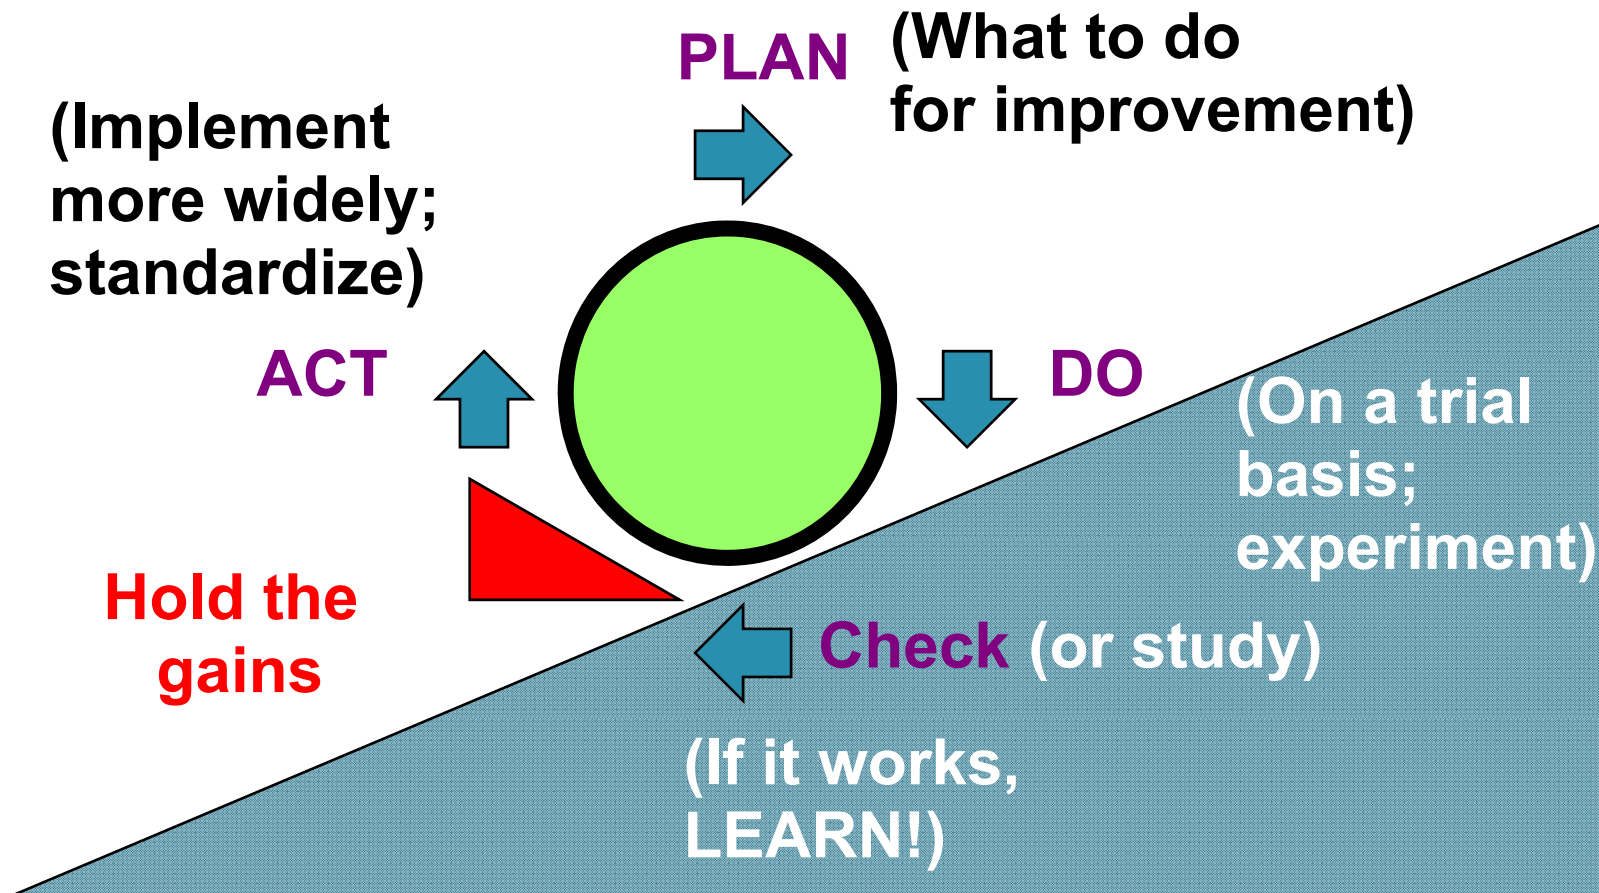 PLAN
(What to do
for improvement)
(Implement
more widely;
standardize)
ACT
DO
(On a trial
basis;
experiment)
Hold the
gains
Check (or study)
(If it works,
LEARN!)